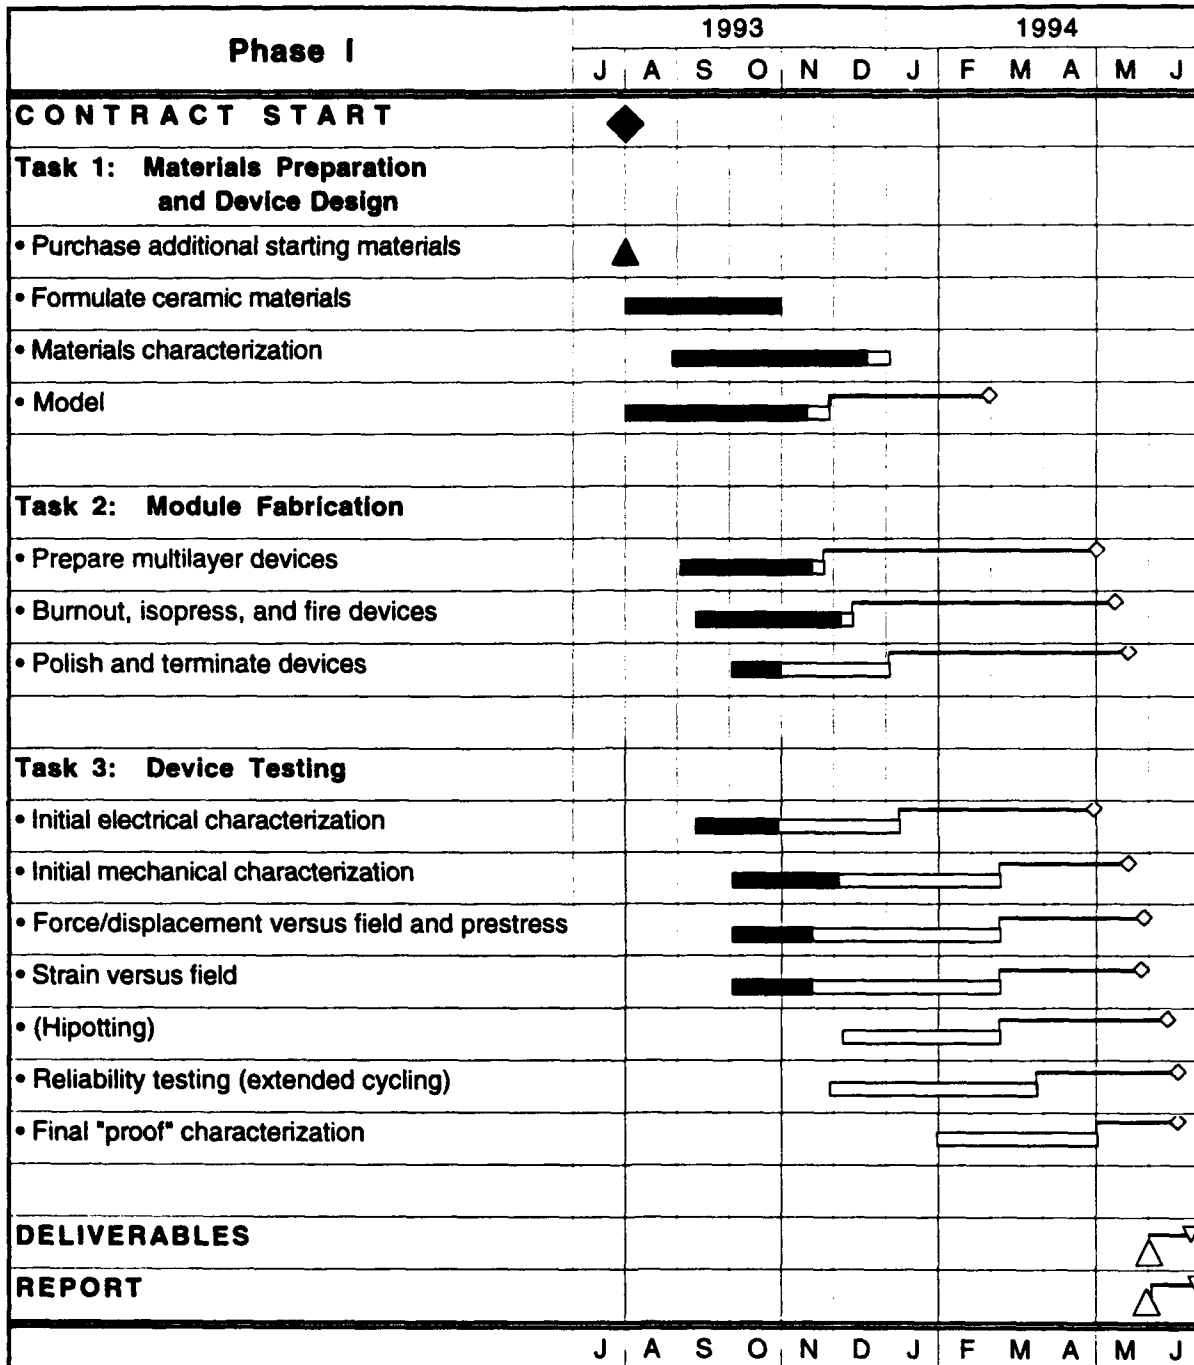 1993 1994
Phase I
J A S O N D J F M A M J
CONTRACT START
Task 1: Materials Preparation
and Device Design
• Purchase additional starting materials
• Formulate ceramic materials
• Materials characterization
• Model
Task 2: Module Fabrication
• Prepare multilayer devices
• Burnout, isopress, and fire devices
• Polish and terminate devices
Task 3: Device Testing
• Initial electrical characterization
• Initial mechanical characterization
• Force/displacement versus field and prestress
• Strain versus field
• (Hipotting)
• Reliability testing (extended cycling)
• Final "proof" characterization
DELIVERABLES
REPORT
J A S O N D J F M A M J